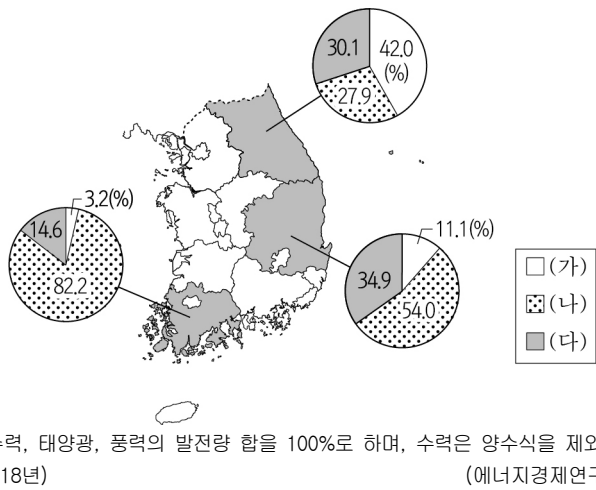 30.1
42.0
(%)
27.9
3.2(%)
14.6
82.2
11.1(%)
34.9
54.0
(가)
(나)
(다)
력, 태양광, 풍력의 발전량 합을 100%로 하며, 수력은 양수식을 제외
18년)
(에너지경제연구